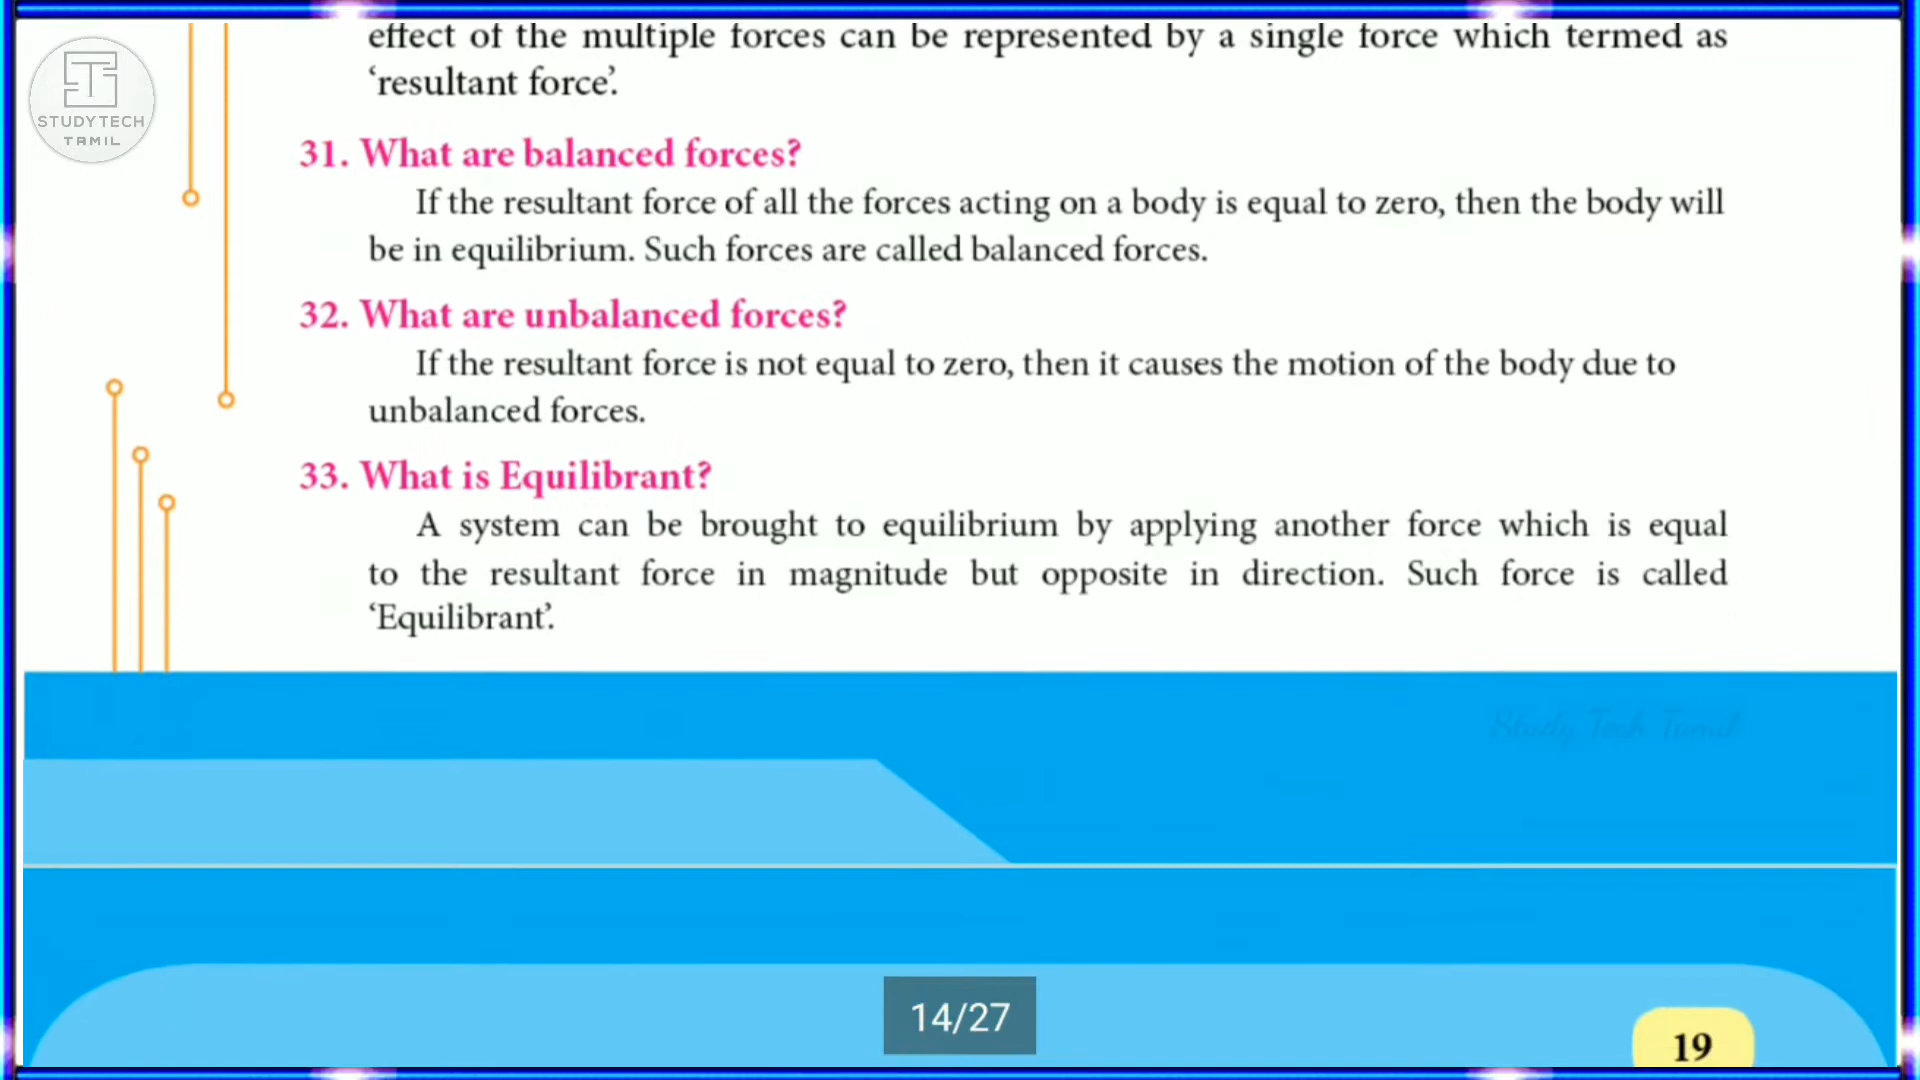 effect of the multiple forces can be represented by a single force which termed as
‘resultant force’.
STUDYTECH
TAMIL
31. What are balanced forces?
If the resultant force of all the forces acting on a body is equal to zero, then the body will
be in equilibrium. Such forces are called balanced forces.
32. What are unbalanced forces?
If the resultant force is not equal to zero, then it causes the motion of the body due to
unbalanced forces.
33. What is Equilibrant?
A system can be brought to equilibrium by applying another force which is equal
to the resultant force in magnitude but opposite in direction. Such force is called
‘Equilibrant’.
Study Tech Tamil
14/27
19